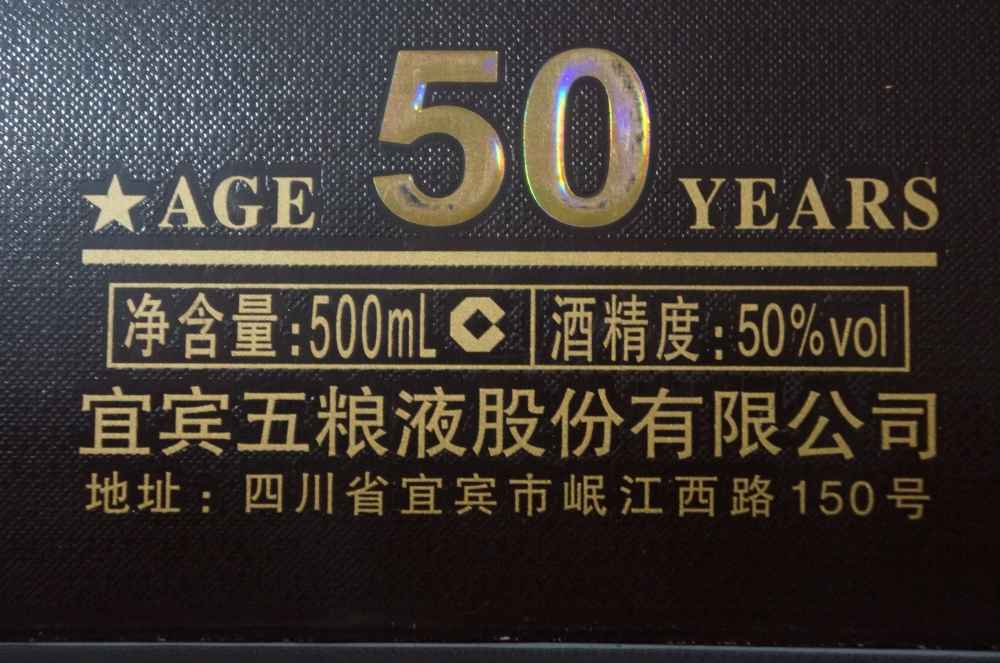 ★AGE 50 YEARS
净含量:500mL 酒精度:50%vol
宜宾五粮液股份有限公司
地址:四川省宜宾市岷江西路150号